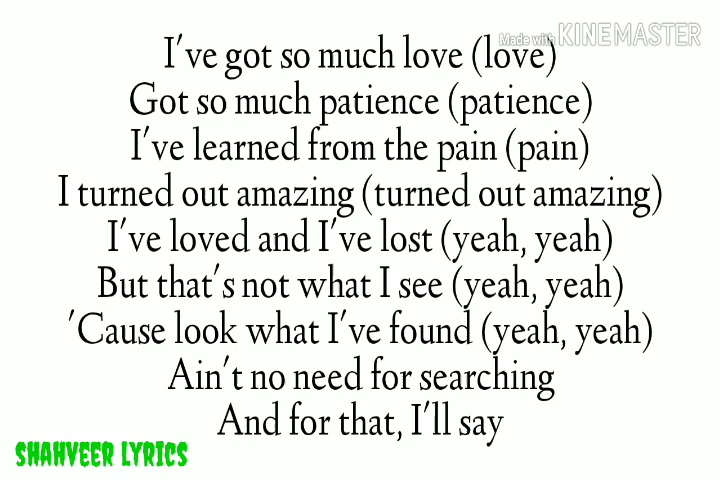 Made with KINEMASTER
I've got so much love (love)
Got so much patience (patience)
I've learned from the pain (pain)
I turned out amazing (turned out amazing)
I've loved and I've lost (yeah, yeah)
But that's not what I see (yeah, yeah)
'Cause look what I've found (yeah, yeah)
Ain't no need for searching
And for that, I'll say
SHAHVEER LYRICS